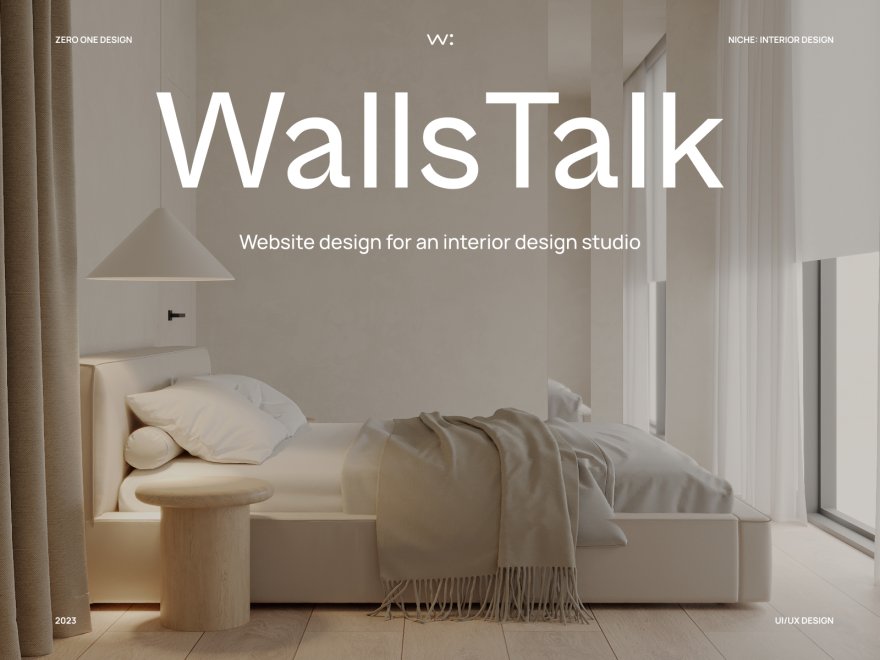 ZERO ONE DESIGN
w:
NICHE: INTERIOR DESIGN
WallsTalk
Website design for an interior design studio
2023
UI/UX DESIGN